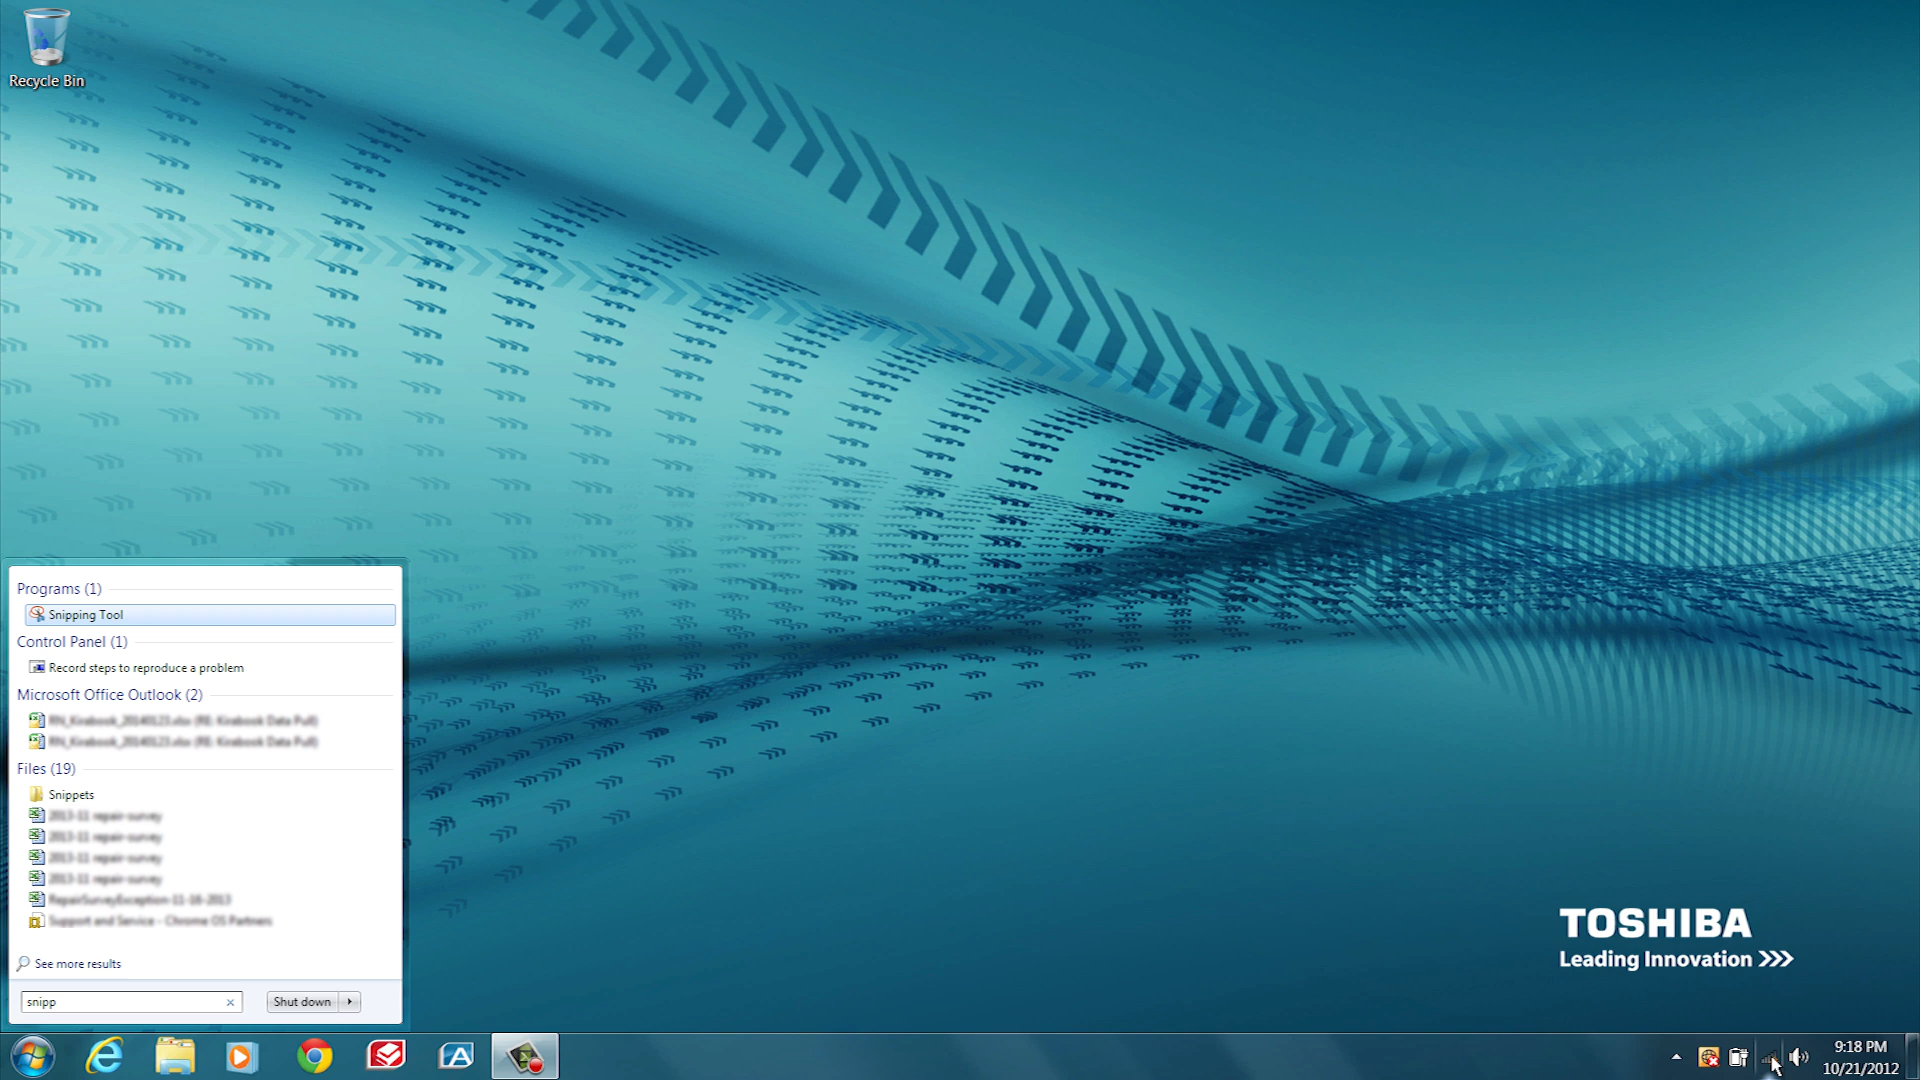 Recycle Bin
Programs (1)
Snipping Tool
Control Panel (1)
Record steps to reproduce a problem
Microsoft Office Outlook (2)
RN_Kirabook_20140123.xlsx (RE: Kirabook Data Pull)
RN_Kirabook_20140123.xlsx (RE: Kirabook Data Pull)
Files (19)
Snippets
2013-11 repair-survey
2013-11 repair-survey
2013-11 repair-survey
2013-11 repair-survey
RepairSurveyException-11-16-2013
Support and Service - Chrome OS Partners
See more results
snipp
Shut down
TOSHIBA
Leading Innovation >>>
9:18 PM
10/21/2012